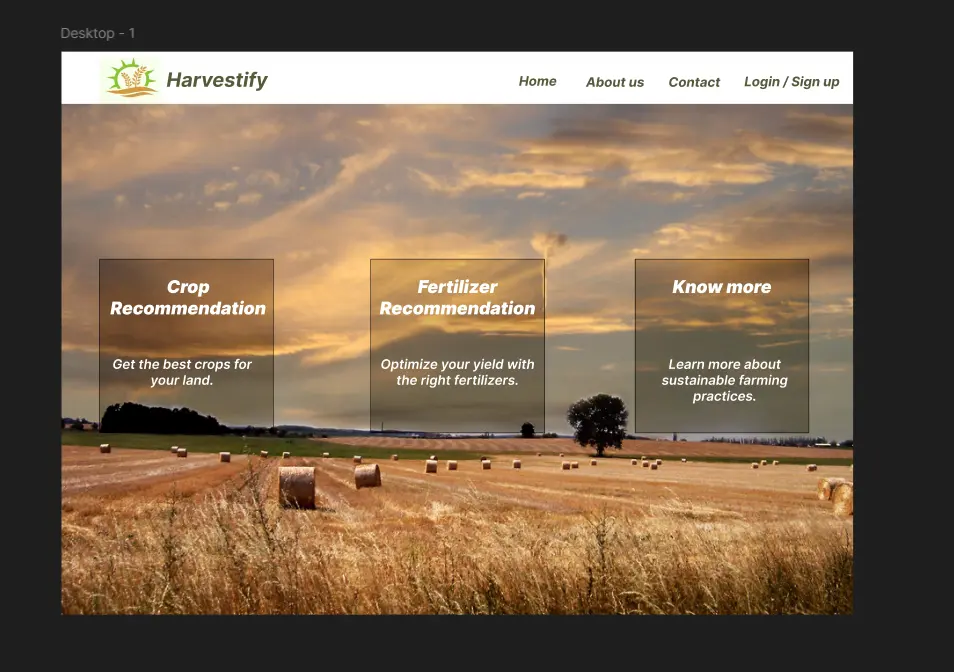 Desktop - 1
Harvestify
Home
About us
Contact
Login / Sign up
Crop
Recommendation
Get the best crops for
your land.
Fertilizer
Recommendation
Optimize your yield with
the right fertilizers.
Know more
Learn more about
sustainable farming
practices.